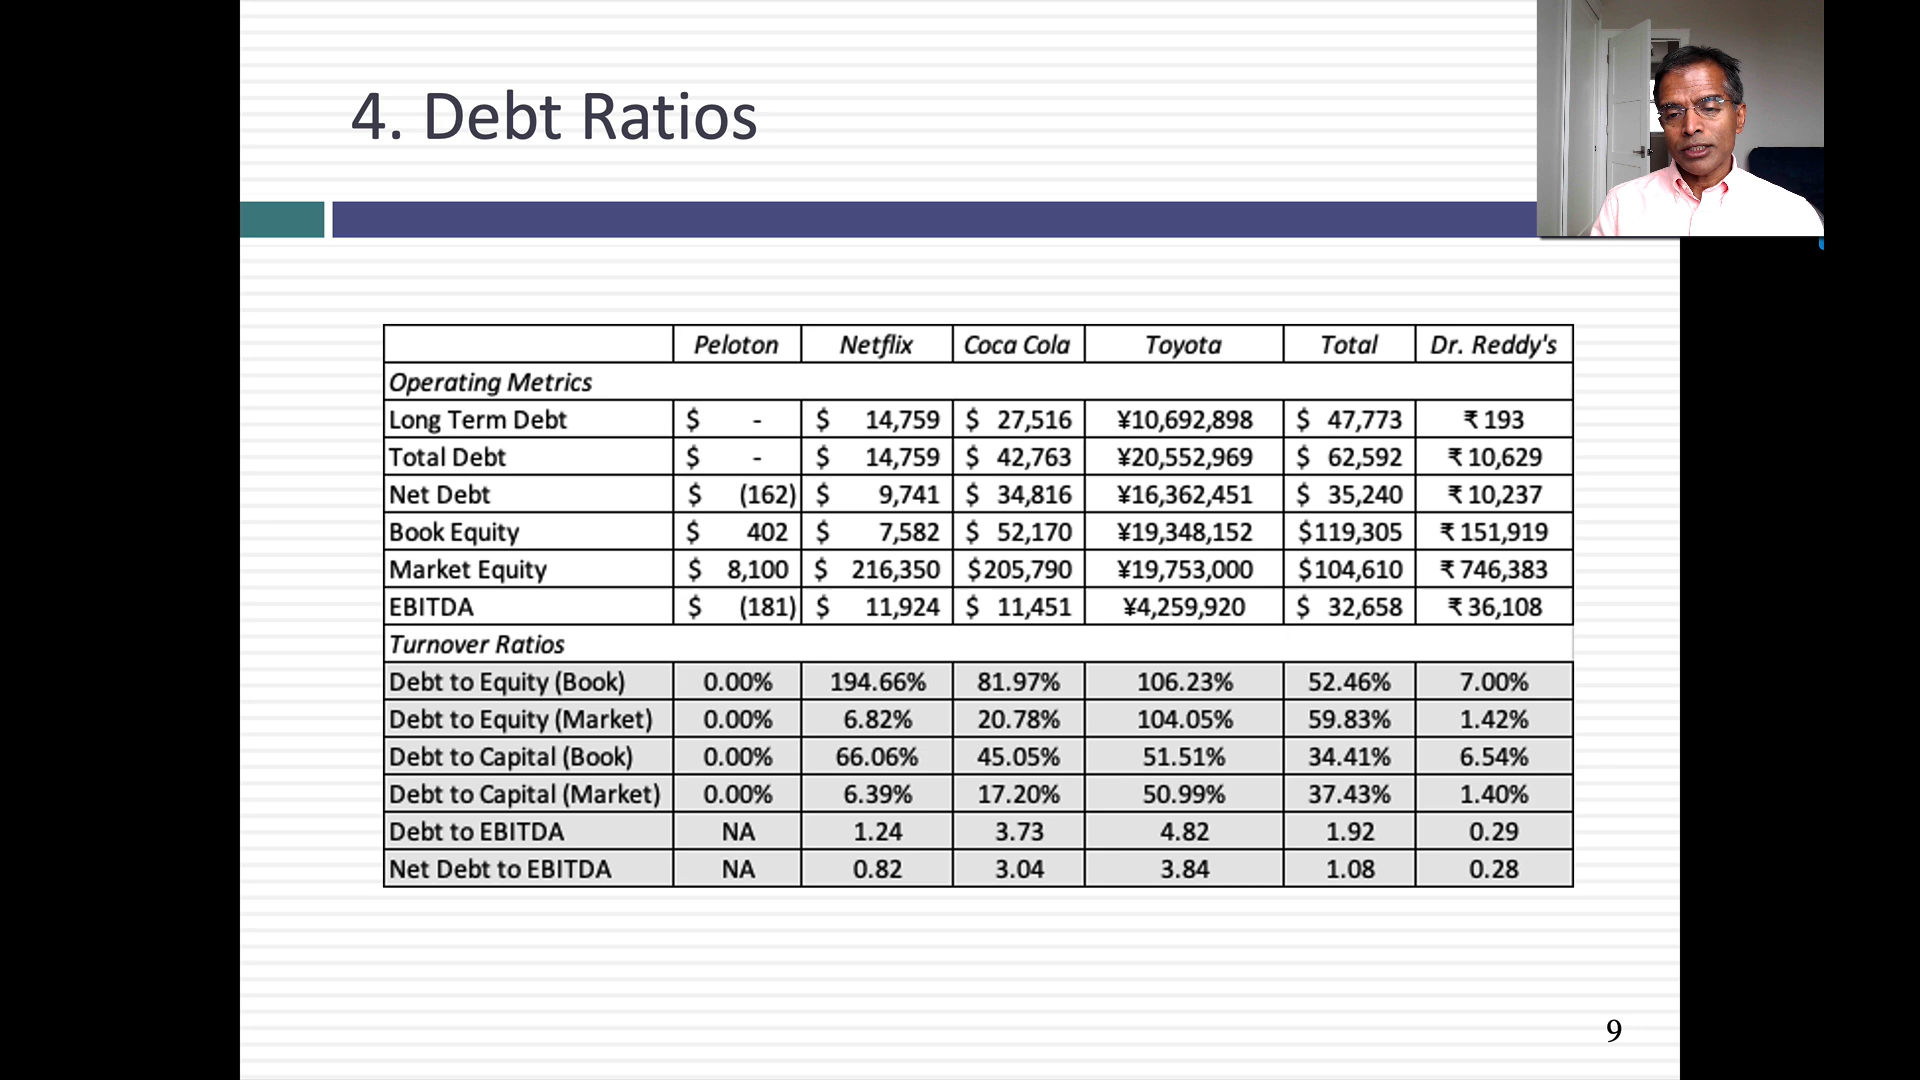 4. Debt Ratios
Peloton Netflix Coca Cola Toyota Total Dr. Reddy's
Operating Metrics
Long Term Debt $ - $ 14,759 $ 27,516 ¥10,692,898 $ 47,773 ₹ 193
Total Debt $ - $ 14,759 $ 42,763 ¥20,552,969 $ 62,592 ₹ 10,629
Net Debt $ (162) $ 9,741 $ 34,816 ¥16,362,451 $ 35,240 ₹ 10,237
Book Equity $ 402 $ 7,582 $ 52,170 ¥19,348,152 $119,305 ₹ 151,919
Market Equity $ 8,100 $ 216,350 $205,790 ¥19,753,000 $104,610 ₹ 746,383
EBITDA $ (181) $ 11,924 $ 11,451 ¥4,259,920 $ 32,658 ₹ 36,108
Turnover Ratios
Debt to Equity (Book) 0.00% 194.66% 81.97% 106.23% 52.46% 7.00%
Debt to Equity (Market) 0.00% 6.82% 20.78% 104.05% 59.83% 1.42%
Debt to Capital (Book) 0.00% 66.06% 45.05% 51.51% 34.41% 6.54%
Debt to Capital (Market) 0.00% 6.39% 17.20% 50.99% 37.43% 1.40%
Debt to EBITDA NA 1.24 3.73 4.82 1.92 0.29
Net Debt to EBITDA NA 0.82 3.04 3.84 1.08 0.28
9